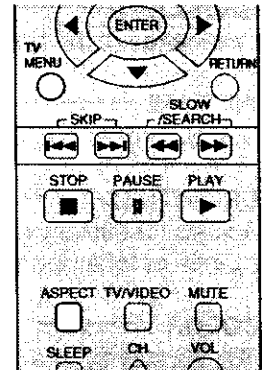 ENTER
TV
MENU
RETURN
SLOW
SKIP
/SEARCH
STOP PAUSE PLAY
ASPECT TV/VIDEO MUTE
SLEEP CH VOL